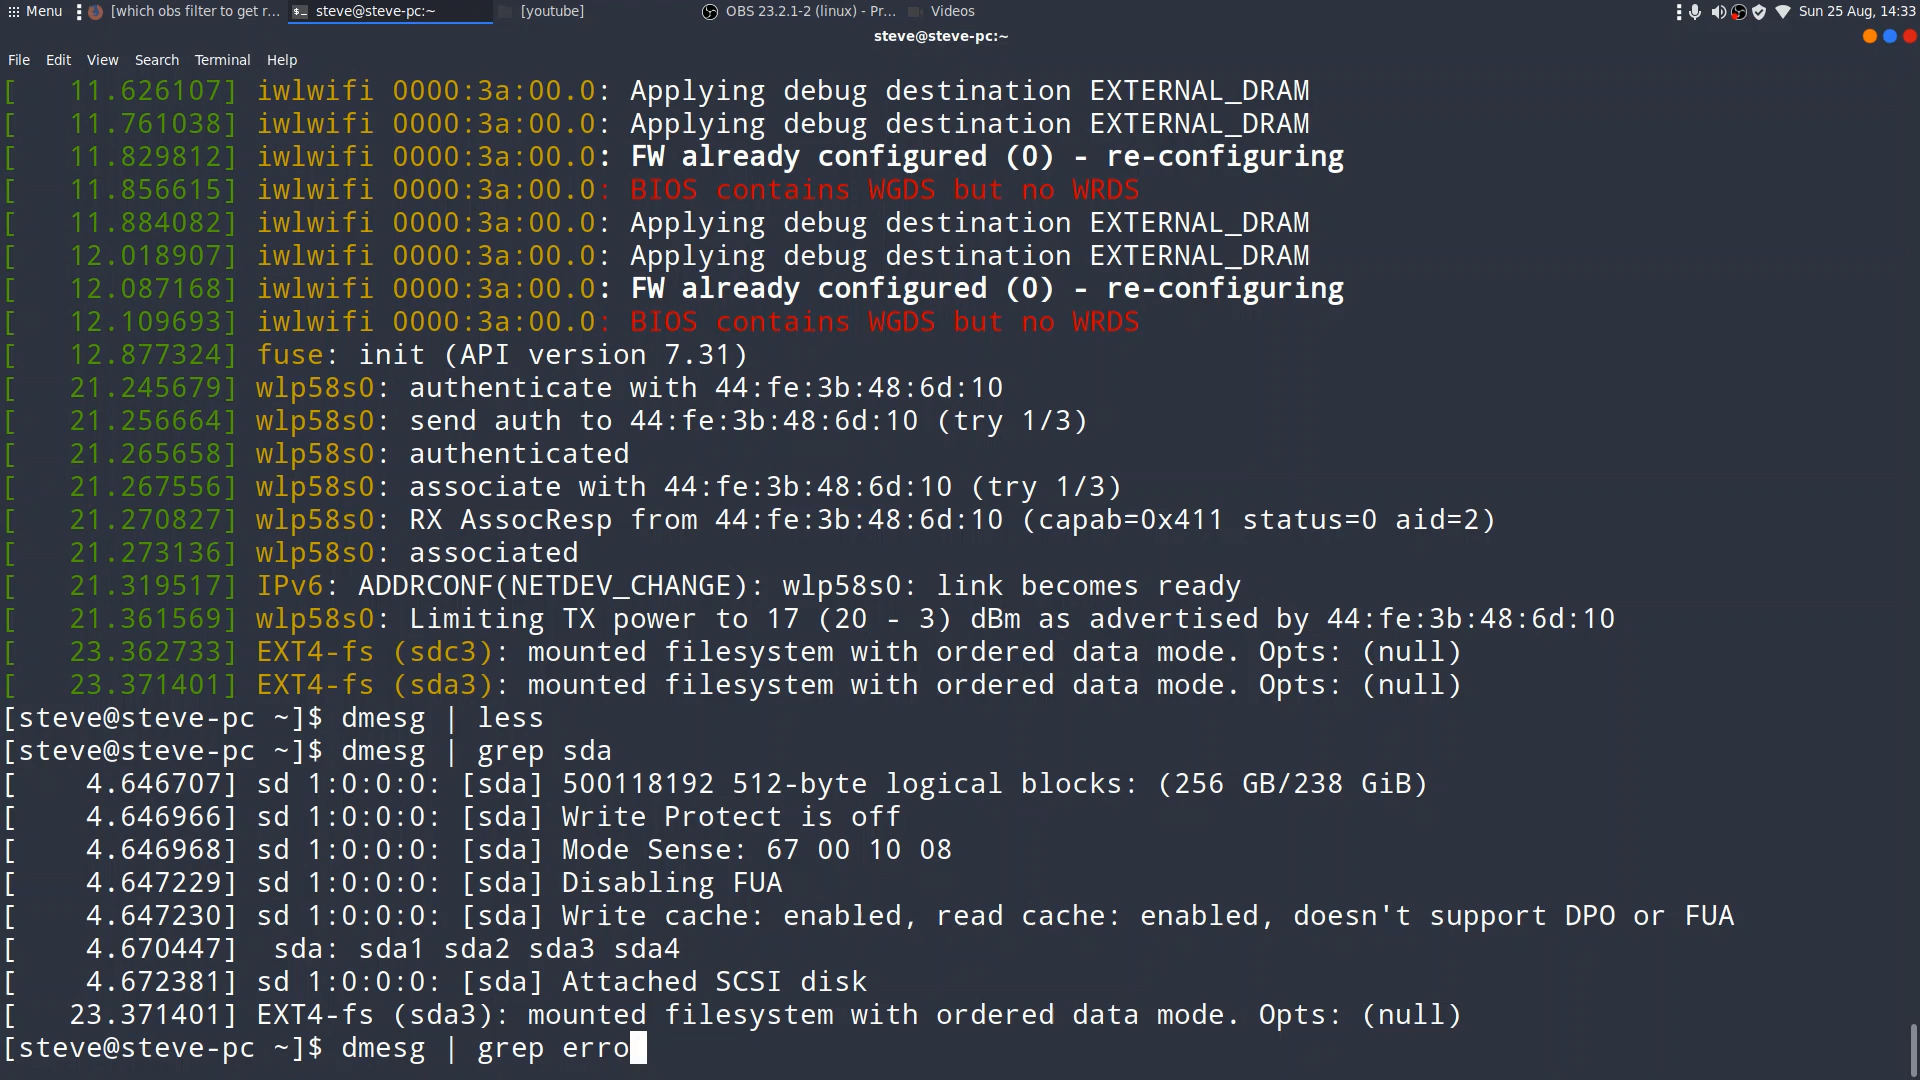 Menu [which obs filter to get r... steve@steve-pc:~ [youtube] OBS 23.2.1-2 (linux) - Pr... Videos Sun 25 Aug, 14:33
steve@steve-pc:~
File Edit View Search Terminal Help
[   11.626107] iwlwifi 0000:3a:00.0: Applying debug destination EXTERNAL_DRAM
[   11.761038] iwlwifi 0000:3a:00.0: Applying debug destination EXTERNAL_DRAM
[   11.829812] iwlwifi 0000:3a:00.0: FW already configured (0) - re-configuring
[   11.856615] iwlwifi 0000:3a:00.0: BIOS contains WGDS but no WRDS
[   11.884082] iwlwifi 0000:3a:00.0: Applying debug destination EXTERNAL_DRAM
[   12.018907] iwlwifi 0000:3a:00.0: Applying debug destination EXTERNAL_DRAM
[   12.087168] iwlwifi 0000:3a:00.0: FW already configured (0) - re-configuring
[   12.109693] iwlwifi 0000:3a:00.0: BIOS contains WGDS but no WRDS
[   12.877324] fuse: init (API version 7.31)
[   21.245679] wlp58s0: authenticate with 44:fe:3b:48:6d:10
[   21.256664] wlp58s0: send auth to 44:fe:3b:48:6d:10 (try 1/3)
[   21.265658] wlp58s0: authenticated
[   21.267556] wlp58s0: associate with 44:fe:3b:48:6d:10 (try 1/3)
[   21.270827] wlp58s0: RX AssocResp from 44:fe:3b:48:6d:10 (capab=0x411 status=0 aid=2)
[   21.273136] wlp58s0: associated
[   21.319517] IPv6: ADDRCONF(NETDEV_CHANGE): wlp58s0: link becomes ready
[   21.361569] wlp58s0: Limiting TX power to 17 (20 - 3) dBm as advertised by 44:fe:3b:48:6d:10
[   23.362733] EXT4-fs (sdc3): mounted filesystem with ordered data mode. Opts: (null)
[   23.371401] EXT4-fs (sda3): mounted filesystem with ordered data mode. Opts: (null)
[steve@steve-pc ~]$ dmesg | less
[steve@steve-pc ~]$ dmesg | grep sda
[    4.646707] sd 1:0:0:0: [sda] 500118192 512-byte logical blocks: (256 GB/238 GiB)
[    4.646966] sd 1:0:0:0: [sda] Write Protect is off
[    4.646968] sd 1:0:0:0: [sda] Mode Sense: 67 00 10 08
[    4.647229] sd 1:0:0:0: [sda] Disabling FUA
[    4.647230] sd 1:0:0:0: [sda] Write cache: enabled, read cache: enabled, doesn't support DPO or FUA
[    4.670447]  sda: sda1 sda2 sda3 sda4
[    4.672381] sd 1:0:0:0: [sda] Attached SCSI disk
[   23.371401] EXT4-fs (sda3): mounted filesystem with ordered data mode. Opts: (null)
[steve@steve-pc ~]$ dmesg | grep erro